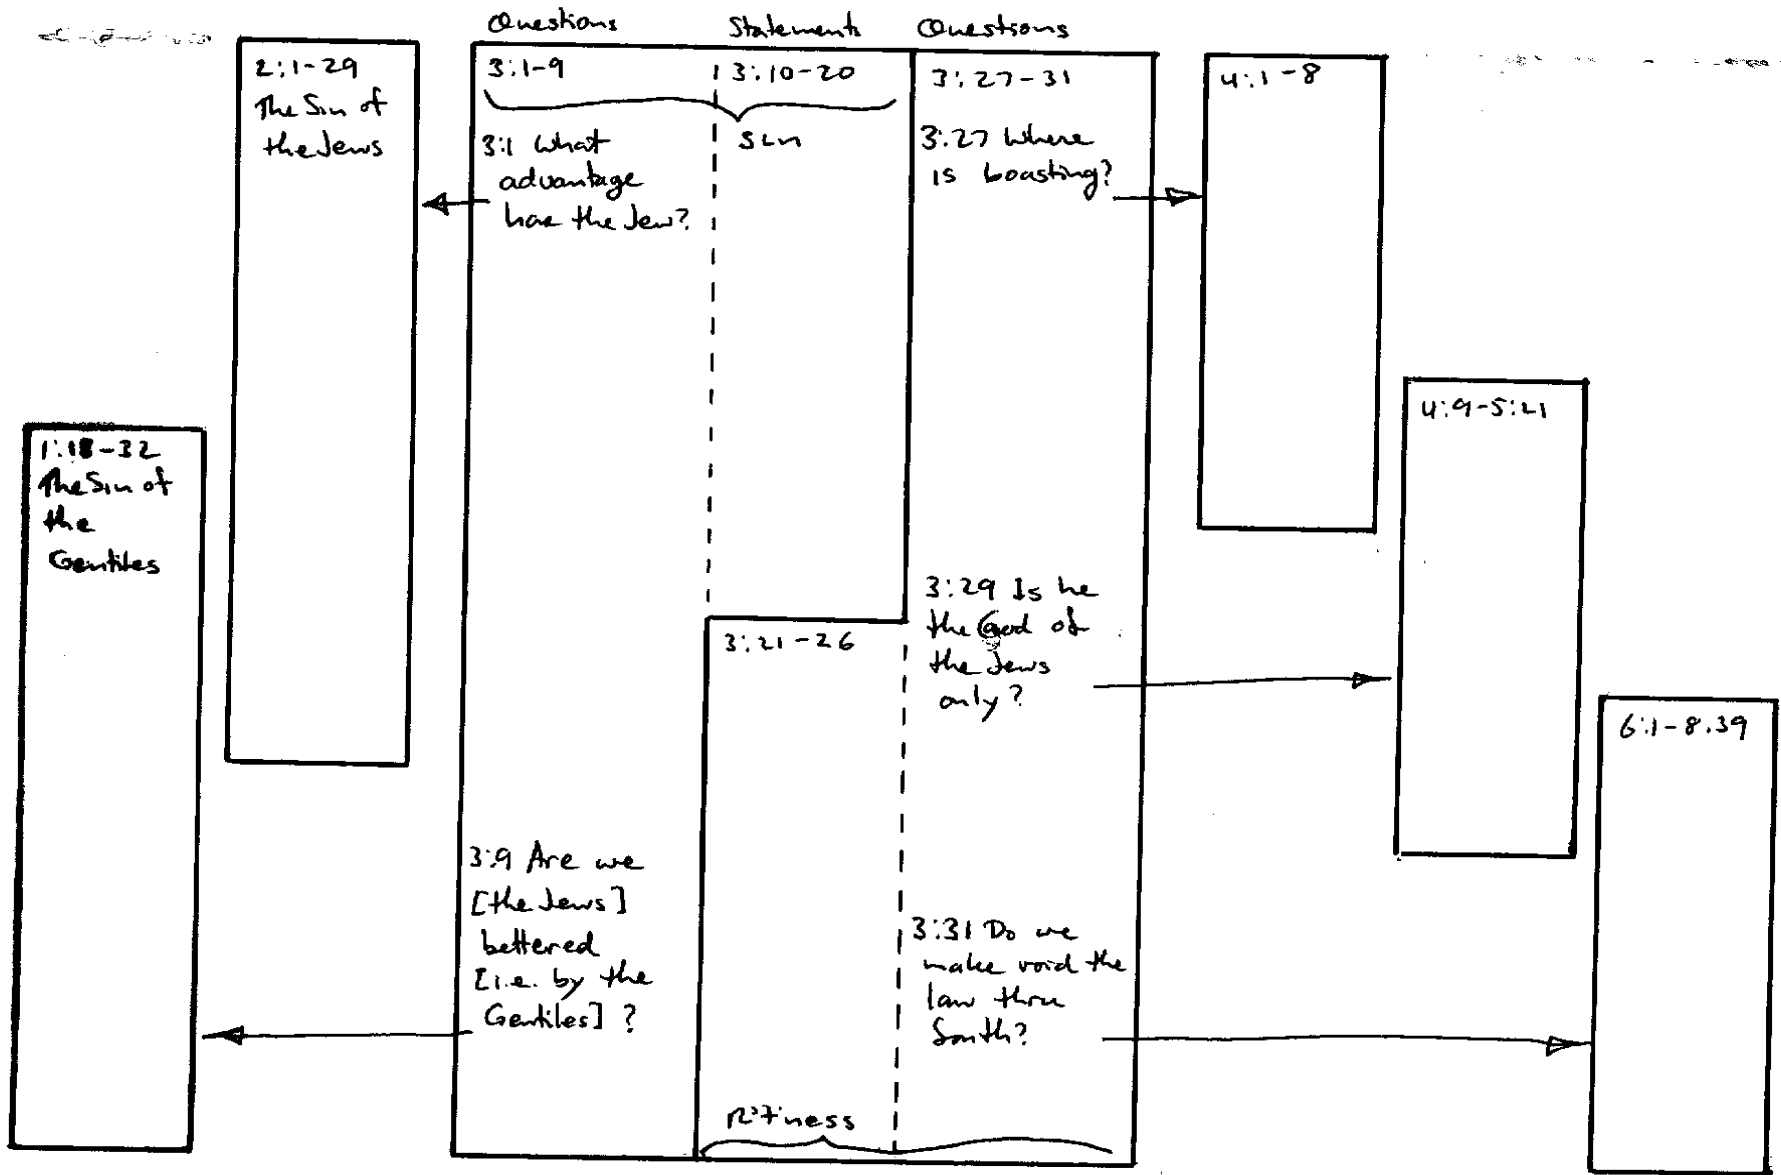 Questions
Statements
Questions
2:1-29
The Sin of
the Jews
1:18-32
The Sin of
the
Gentiles
3:1-9
3:1 What
advantage
have the Jew?
3:9 Are we
[the Jews]
bettered
[i.e. by the
Gentiles]?
3:10-20
Sin
3:21-26
R'tiness
3:27-31
3:27 Where
is boasting?
3:29 Is he
the God of
the Jews
only?
3:31 Do we
make void the
law thru
faith?
4:1-8
4:9-5:21
6:1-8.39